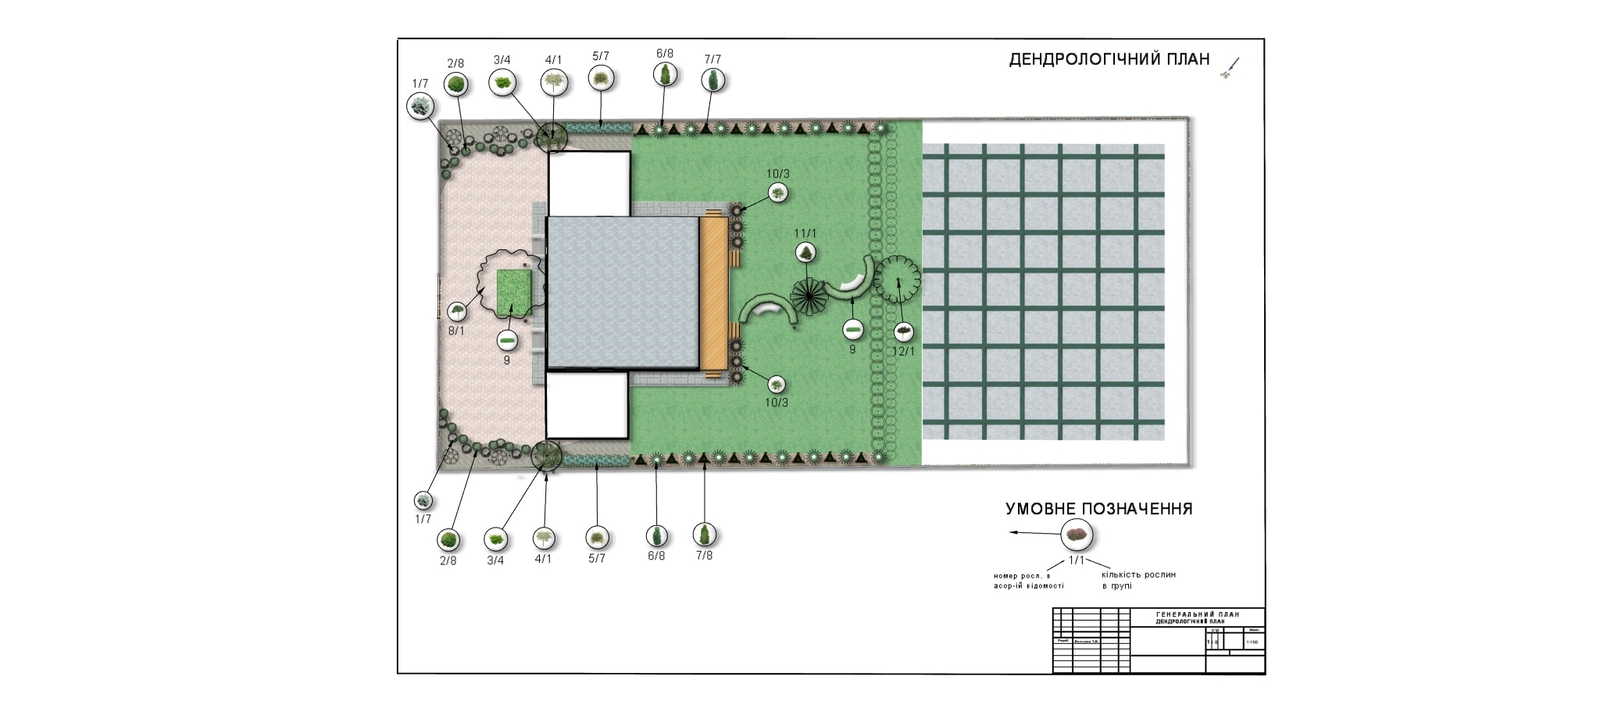 ДЕНДРОЛОГІЧНИЙ ПЛАН
1/7
2/8
3/4
4/1
5/7
6/8
7/7
10/3
11/1
8/1
9
9
12/1
10/3
1/7
2/8
3/4
4/1
5/7
6/8
7/8
УМОВНЕ ПОЗНАЧЕННЯ
1/1
номер росл. в
асор-ій відомості
кількість рослин
в групі
ГЕНЕРАЛЬНИЙ ПЛАН
ДЕНДРОЛОГІЧНИЙ ПЛАН